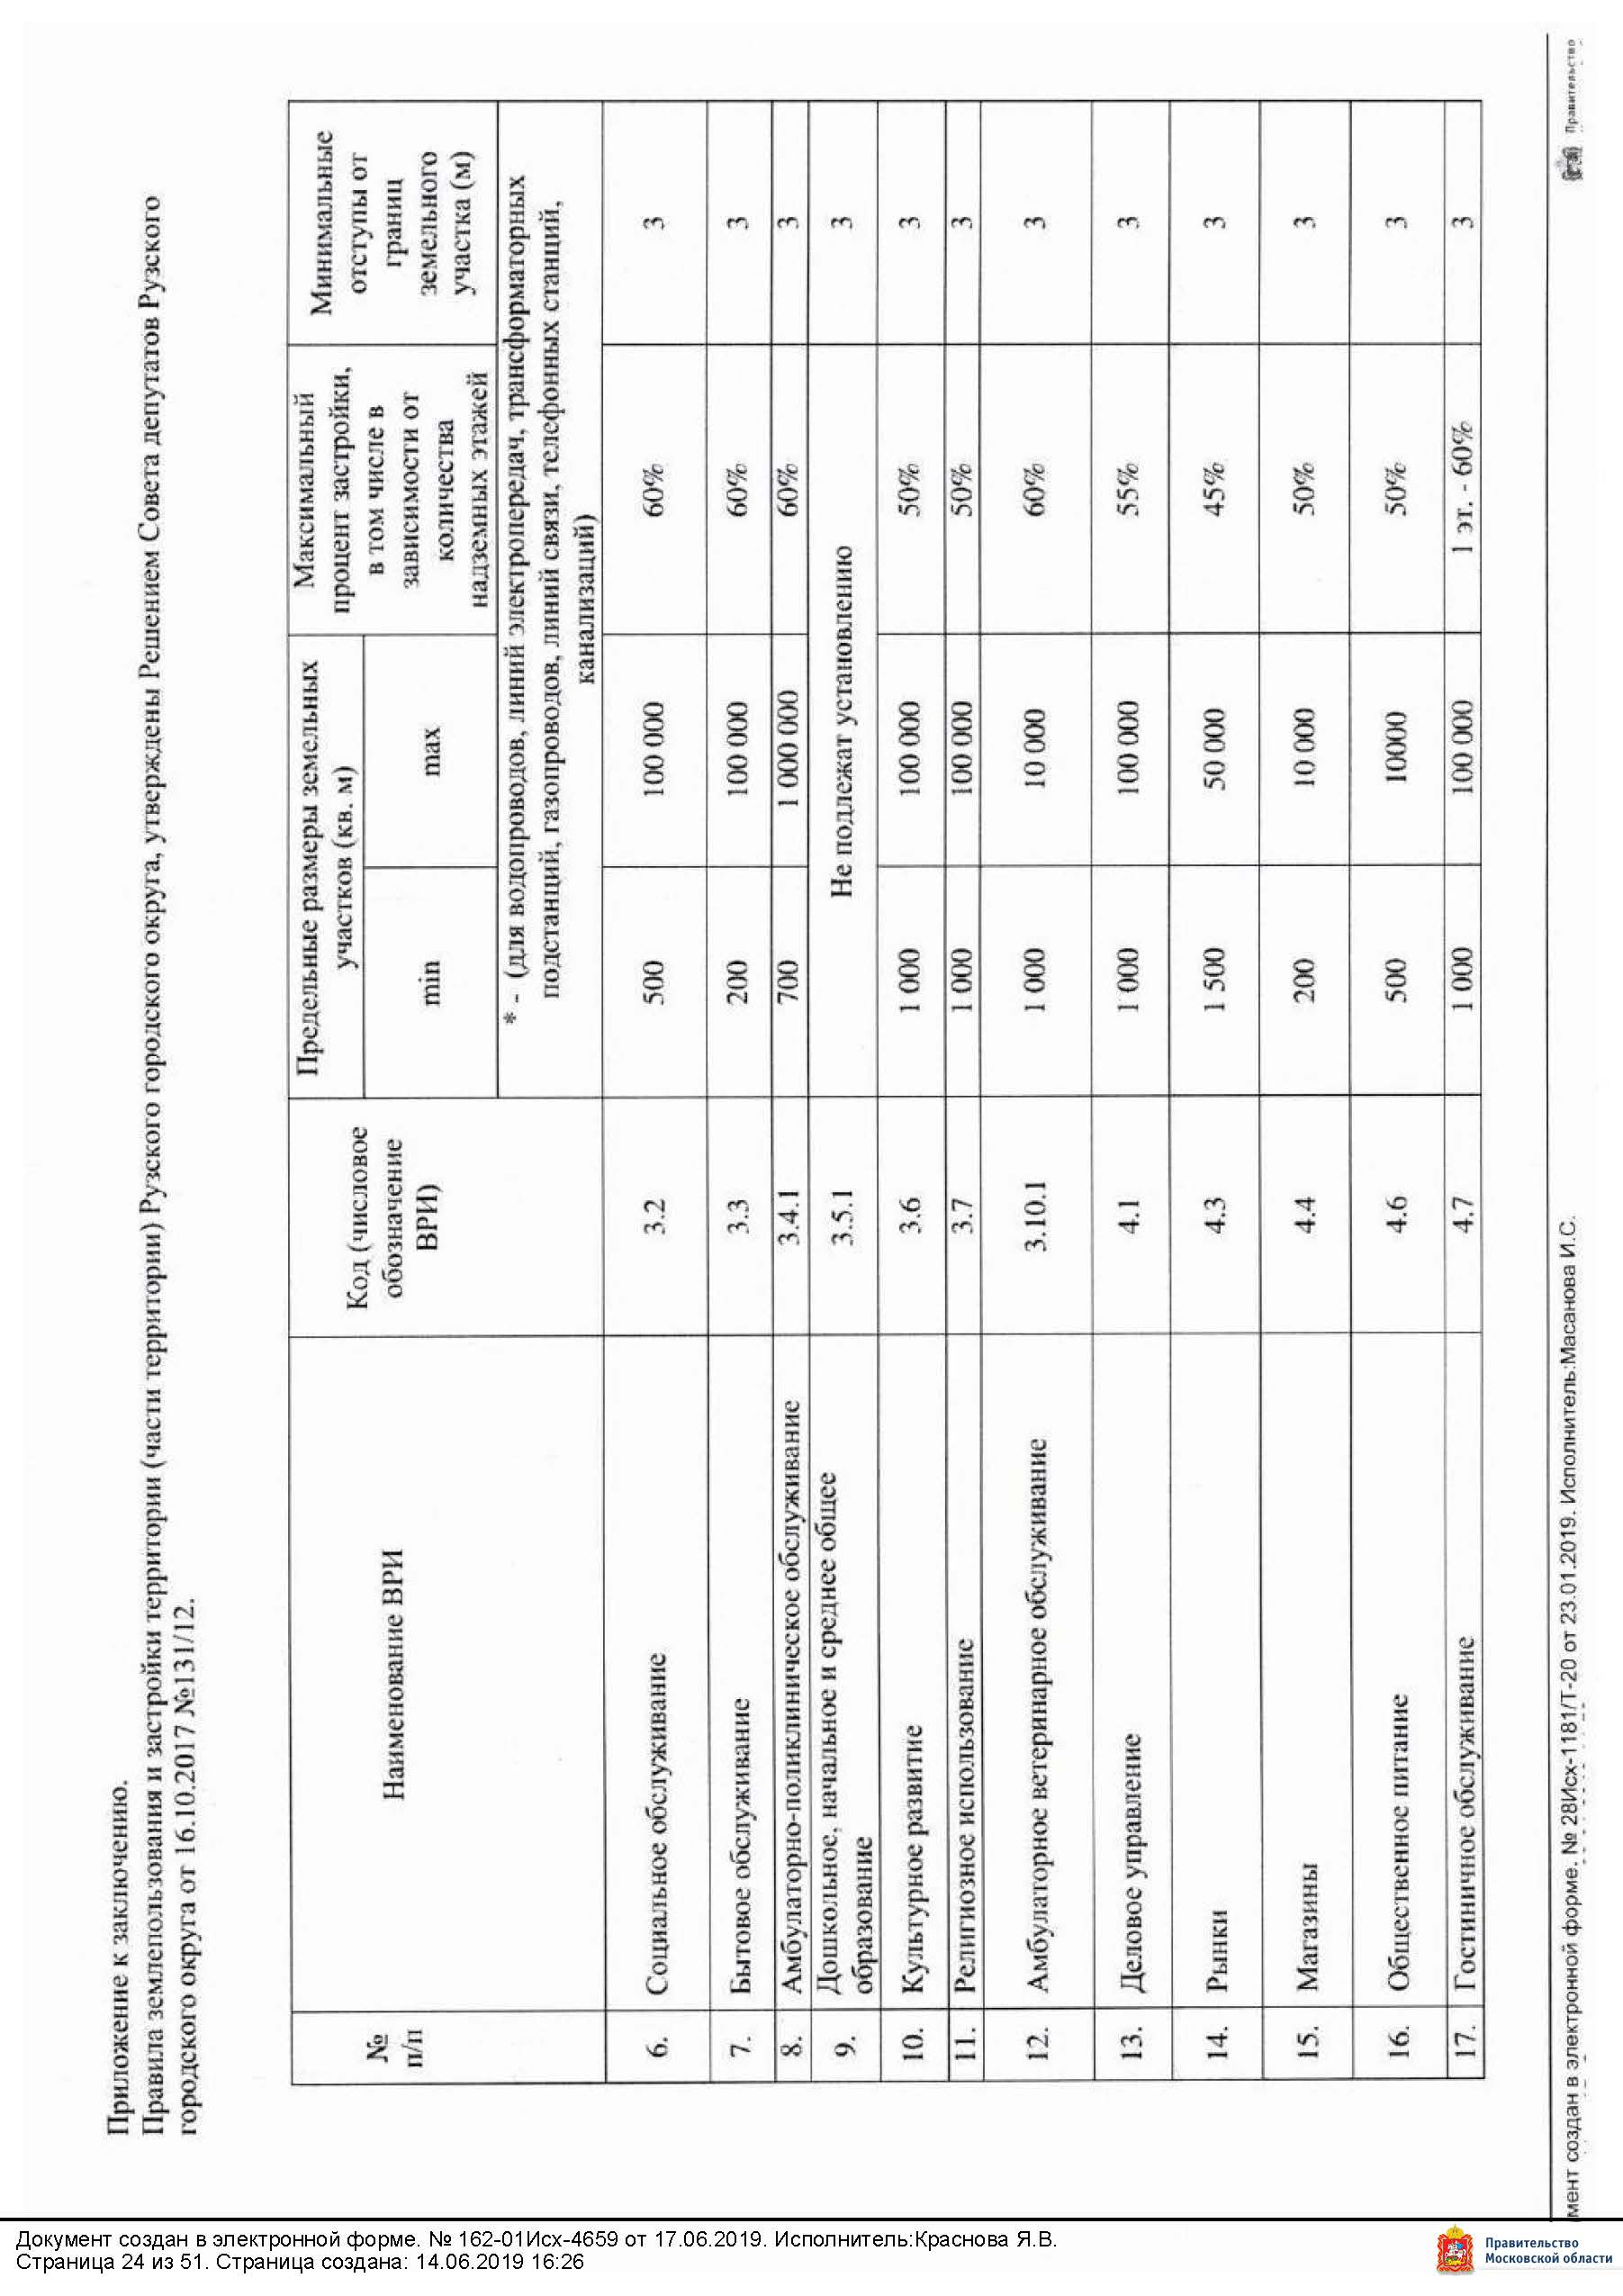 Приложение к заключению.
Правила землепользования и застройки территории (части территории) Рузского городского округа, утверждены Решением Совета депутатов Рузского
городского округа от 16.10.2017 №131/12.
№
п/п
Наименование ВРИ
Код (числовое
обозначение
ВРИ)
Предельные размеры земельных
участков (кв. м)
min
max
Максимальный
процент застройки,
в том числе в
зависимости от
количества
надземных этажей
Минимальные
отступы от
границ
земельного
участка (м)
* - (для водопроводов, линий электропередач, трансформаторных
подстанций, газопроводов, линий связи, телефонных станций,
канализаций)
6. Социальное обслуживание 3.2 500 100 000 60% 3
7. Бытовое обслуживание 3.3 200 100 000 60% 3
8. Амбулаторно-поликлиническое обслуживание 3.4.1 700 1 000 000 60% 3
9. Дошкольное, начальное и среднее общее
образование
3.5.1 Не подлежат установлению 3
10. Культурное развитие 3.6 1 000 100 000 50% 3
11. Религиозное использование 3.7 1 000 100 000 50% 3
12. Амбулаторное ветеринарное обслуживание 3.10.1 1 000 10 000 60% 3
13. Деловое управление 4.1 1 000 100 000 55% 3
14. Рынки 4.3 1 500 50 000 45% 3
15. Магазины 4.4 200 10 000 50% 3
16. Общественное питание 4.6 500 10000 50% 3
17. Гостиничное обслуживание 4.7 1 000 100 000 1 эт. - 60% 3
мент создан в электронной форме. № 28Исх-1181/Т-20 от 23.01.2019. Исполнитель:Масанова И.С.
Правительство
Документ создан в электронной форме. № 162-01Исх-4659 от 17.06.2019. Исполнитель:Краснова Я.В.
Страница 24 из 51. Страница создана: 14.06.2019 16:26
Правительство
Московской области